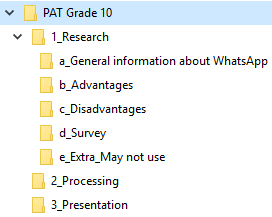 PAT Grade 10
1_Research
a_General information about WhatsApp
b_Advantages
c_Disadvantages
d_Survey
e_Extra_May not use
2_Processing
3_Presentation